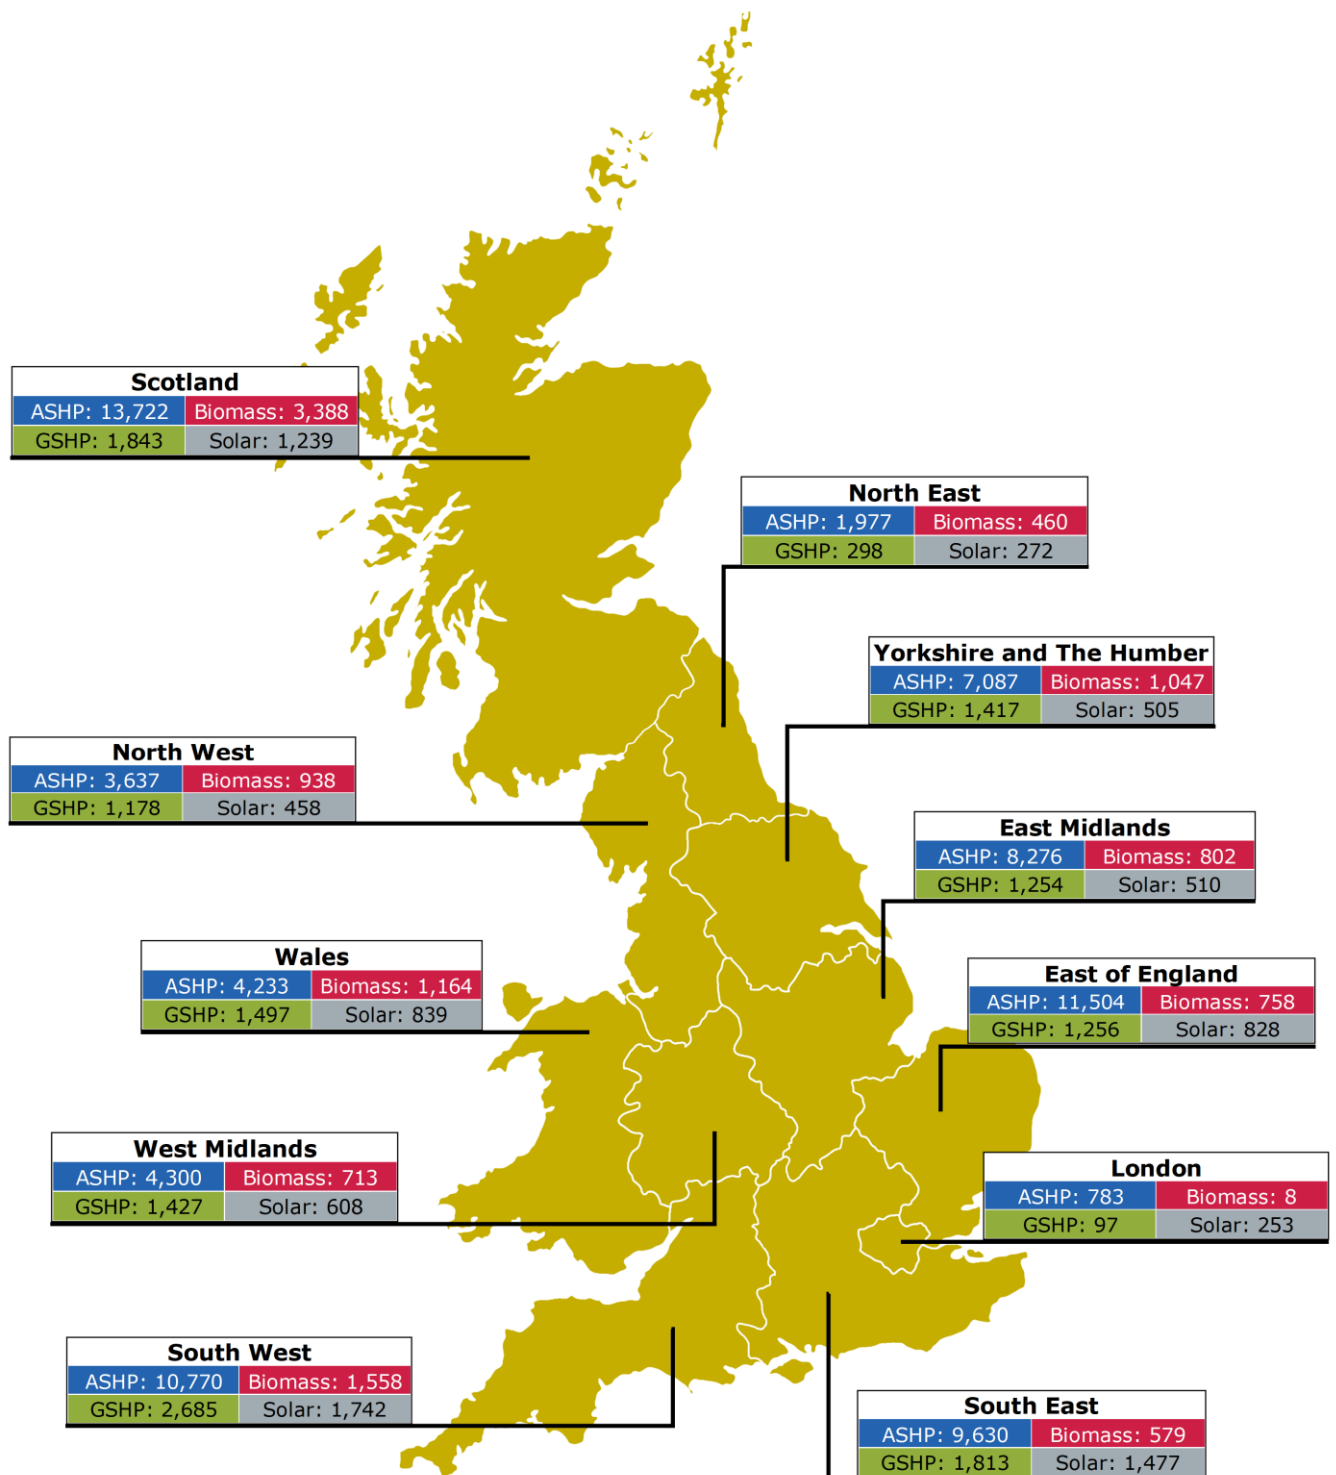 Scotland
ASHP: 13,722 Biomass: 3,388
GSHP: 1,843 Solar: 1,239
North East
ASHP: 1,977 Biomass: 460
GSHP: 298 Solar: 272
Yorkshire and The Humber
ASHP: 7,087 Biomass: 1,047
GSHP: 1,417 Solar: 505
North West
ASHP: 3,637 Biomass: 938
GSHP: 1,178 Solar: 458
East Midlands
ASHP: 8,276 Biomass: 802
GSHP: 1,254 Solar: 510
Wales
ASHP: 4,233 Biomass: 1,164
GSHP: 1,497 Solar: 839
East of England
ASHP: 11,504 Biomass: 758
GSHP: 1,256 Solar: 828
West Midlands
ASHP: 4,300 Biomass: 713
GSHP: 1,427 Solar: 608
London
ASHP: 783 Biomass: 8
GSHP: 97 Solar: 253
South West
ASHP: 10,770 Biomass: 1,558
GSHP: 2,685 Solar: 1,742
South East
ASHP: 9,630 Biomass: 579
GSHP: 1,813 Solar: 1,477